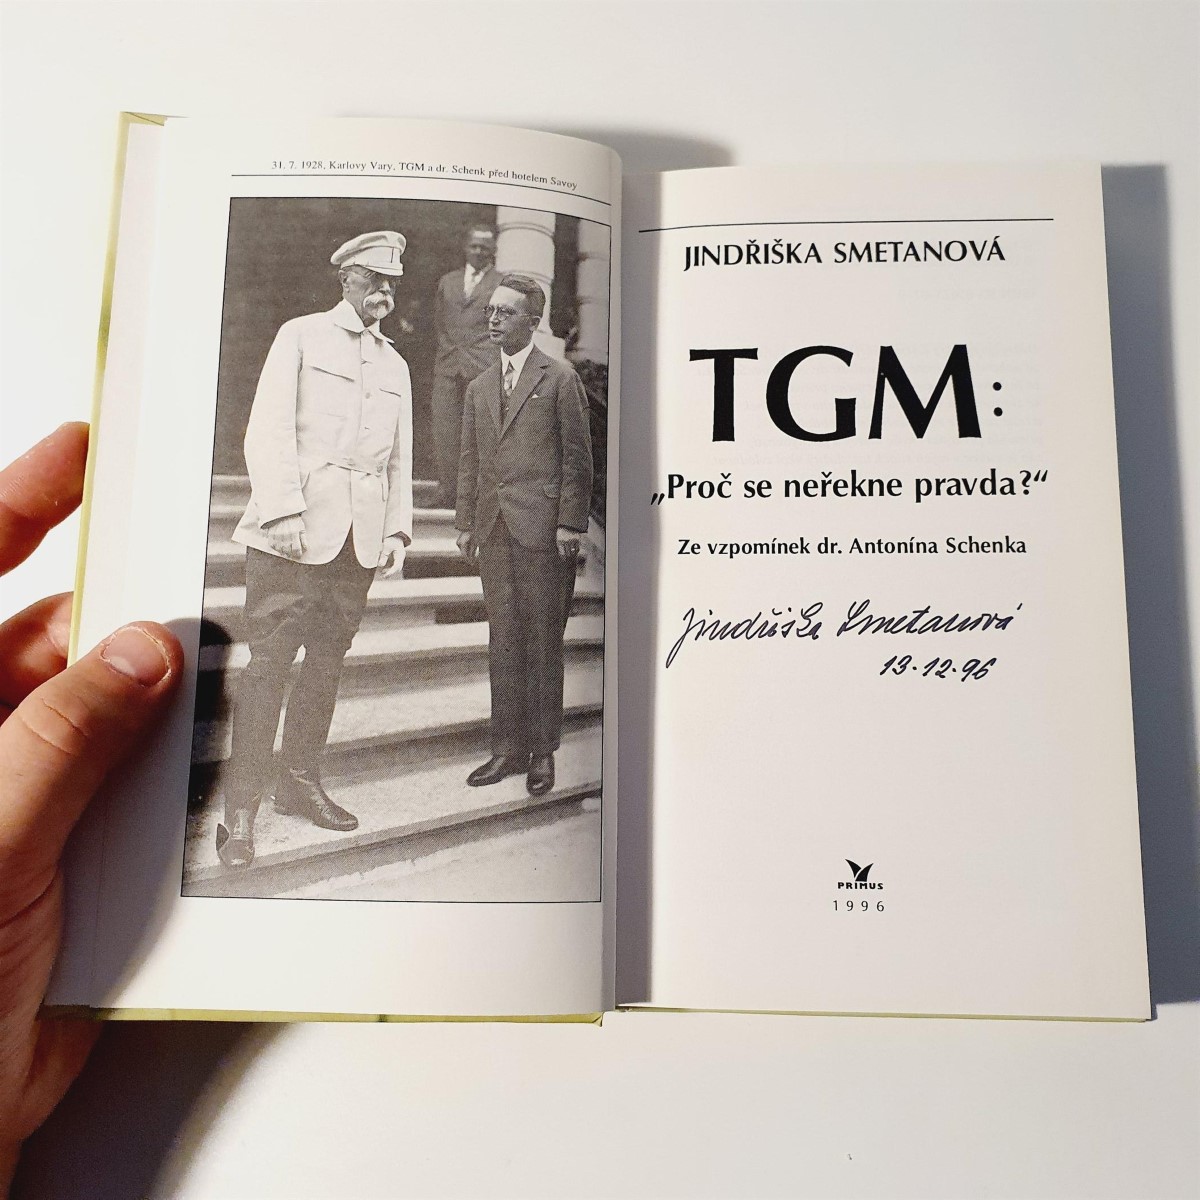 31. 7. 1928, Karlovy Vary, TGM a dr. Schenk před hotelem Savoy
JINDŘIŠKA SMETANOVÁ
TGM:
„Proč se neřekne pravda?“
Ze vzpomínek dr. Antonína Schenka
Jindřiška Smetanová
13.12.96
PRIMUS
1996